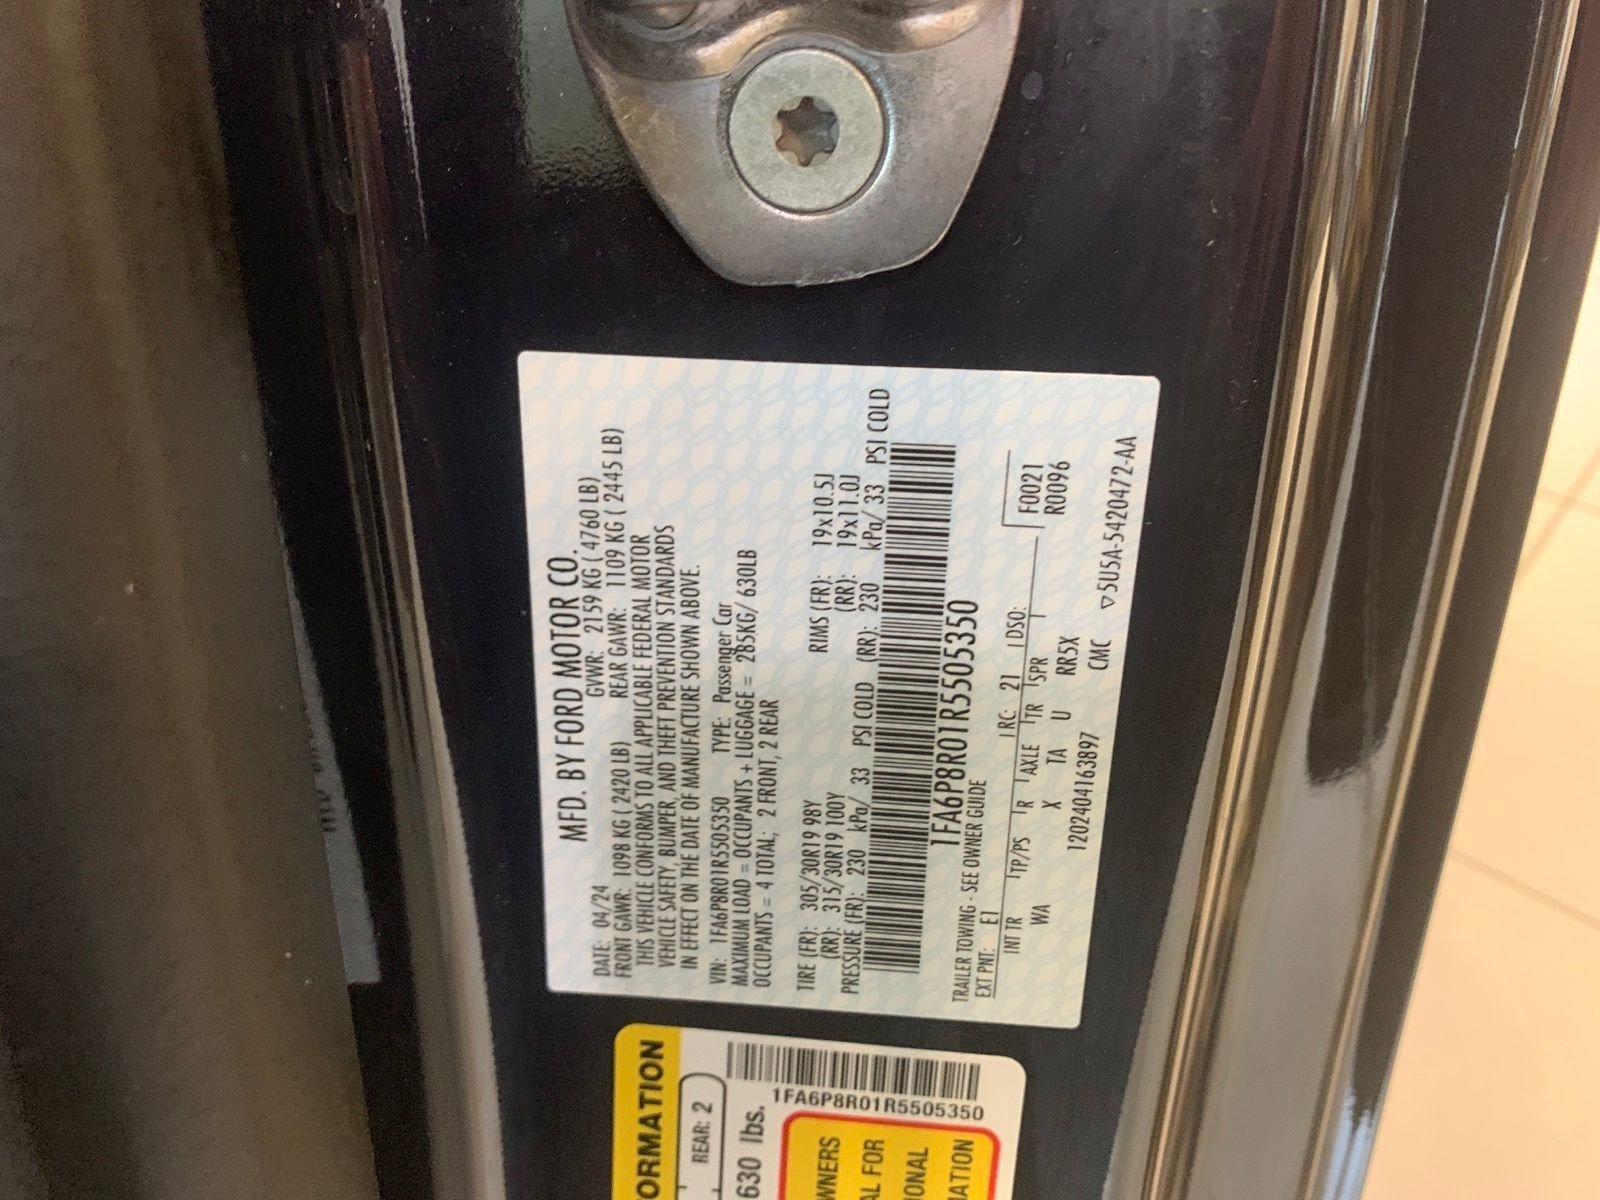 MFD. BY FORD MOTOR CO.
DATE: 04/24 GVWR: 2159 KG ( 4760 LB)
FRONT GAWR: 1098 KG ( 2420 LB) REAR GAWR: 1109 KG ( 2445 LB)
THIS VEHICLE CONFORMS TO ALL APPLICABLE FEDERAL MOTOR
VEHICLE SAFETY, BUMPER, AND THEFT PREVENTION STANDARDS
IN EFFECT ON THE DATE OF MANUFACTURE SHOWN ABOVE.
VIN: 1FA6P8R01R5505350 TYPE: Passenger Car
MAXIMUM LOAD = OCCUPANTS + LUGGAGE = 285KG/ 630LB
OCCUPANTS = 4 TOTAL; 2 FRONT, 2 REAR
TIRE (FR): 305/30R19 98Y RIMS (FR): 19x10.5J
(RR): 315/30R19 100Y (RR): 19x11.0J
PRESSURE (FR): 230 kPa/ 33 PSI COLD (RR): 230 kPa/ 33 PSI COLD
1FA6P8R01R5505350
TRAILER TOWING - SEE OWNER GUIDE
EXT PNT: E1 RC: 21 DSO: F0021
INT TR TP/PS R AXLE TR SPR R0096
WA X TA U RR5X
1202404163897 CMC ▽5U5A-5420472-AA
ORMATION
REAR: 2
630 lbs.
1FA6P8R01R5505350
WNERS
AL FOR
IONAL
MATION